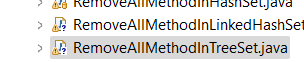 RemoveAllMethodInHashSet.java
RemoveAllMethodInLinkedHashSet
RemoveAllMethodInTreeSet.java